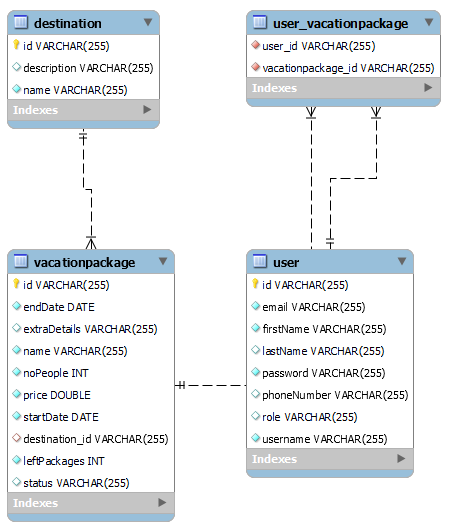 destination
id VARCHAR(255)
description VARCHAR(255)
name VARCHAR(255)
Indexes
user_vacationpackage
user_id VARCHAR(255)
vacationpackage_id VARCHAR(255)
Indexes
vacationpackage
id VARCHAR(255)
endDate DATE
extraDetails VARCHAR(255)
name VARCHAR(255)
noPeople INT
price DOUBLE
startDate DATE
destination_id VARCHAR(255)
leftPackages INT
status VARCHAR(255)
Indexes
user
id VARCHAR(255)
email VARCHAR(255)
firstName VARCHAR(255)
lastName VARCHAR(255)
password VARCHAR(255)
phoneNumber VARCHAR(255)
role VARCHAR(255)
username VARCHAR(255)
Indexes